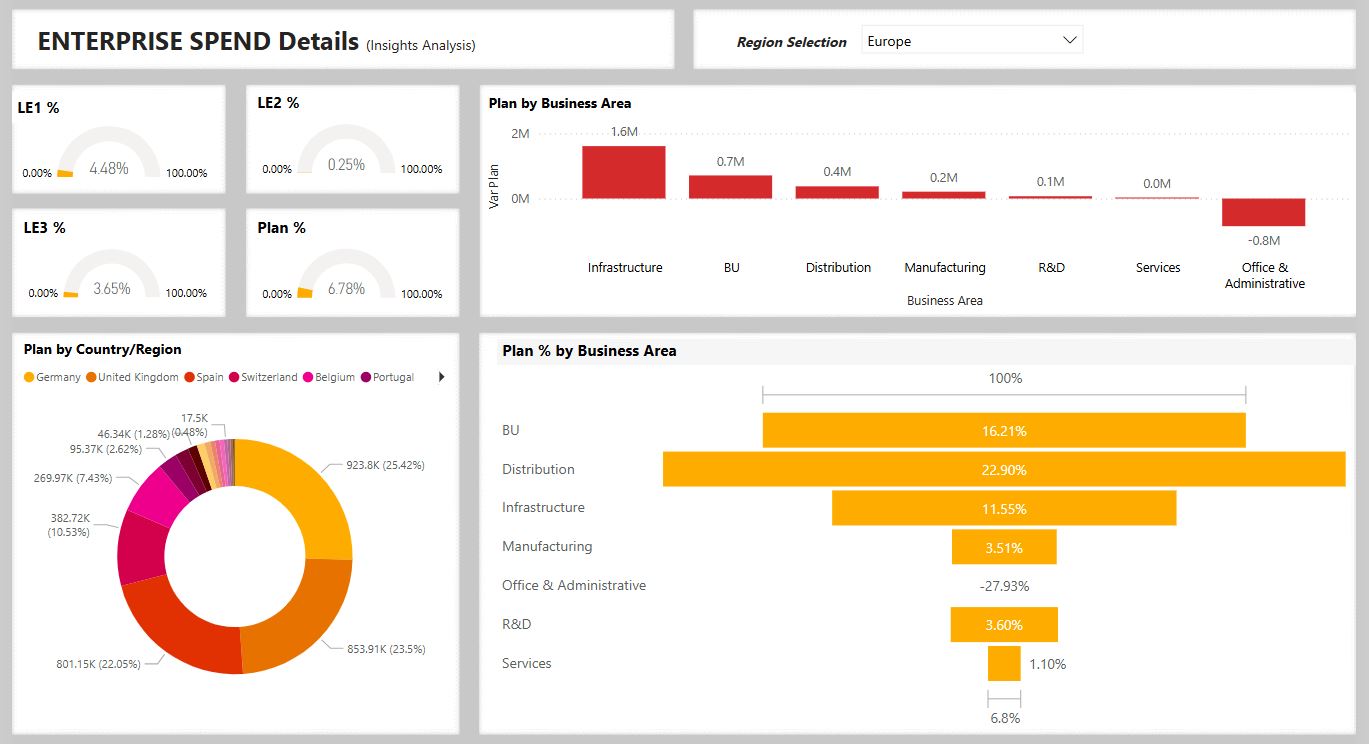 ENTERPRISE SPEND Details (Insights Analysis)
Region Selection
Europe
LE1 %
0.00%
4.48%
100.00%
LE2 %
0.00%
0.25%
100.00%
LE3 %
0.00%
3.65%
100.00%
Plan %
0.00%
6.78%
100.00%
Plan by Business Area
Var Plan
2M
0M
1.6M
0.7M
0.4M
0.2M
0.1M
0.0M
-0.8M
Infrastructure
BU
Distribution
Manufacturing
R&D
Services
Office &
Administrative
Business Area
Plan by Country/Region
Germany
United Kingdom
Spain
Switzerland
Belgium
Portugal
17.5K
(0.48%)
46.34K (1.28%)
95.37K (2.62%)
269.97K (7.43%)
382.72K
(10.53%)
801.15K (22.05%)
923.8K (25.42%)
853.91K (23.5%)
Plan % by Business Area
100%
BU
16.21%
Distribution
22.90%
Infrastructure
11.55%
Manufacturing
3.51%
Office & Administrative
-27.93%
R&D
3.60%
Services
1.10%
6.8%